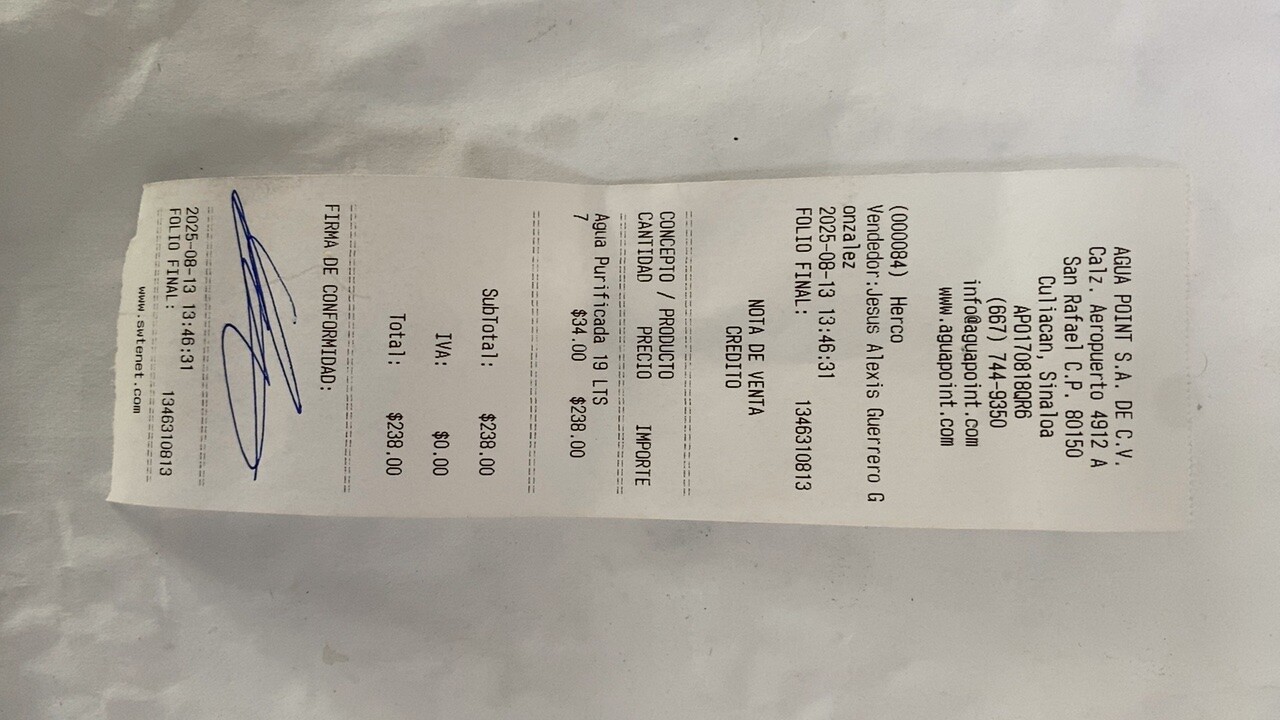 AGUA POINT S.A. DE C.V.
Calz. Aeropuerto 4912 A
San Rafael C.P. 80150
Culiacan, Sinaloa
APO170818QR6
(667) 744-9350
info@aguapoint.com
www.aguapoint.com
(000084) Herco
Vendedor:Jesus Alexis Guerrero G
onzalez
2025-08-13 13:46:31
FOLIO FINAL: 1346310813
NOTA DE VENTA
CREDITO
CONCEPTO / PRODUCTO
CANTIDAD PRECIO IMPORTE
Agua Purificada 19 LTS
7 $34.00 $238.00
SubTotal: $238.00
IVA: $0.00
Total: $238.00
FIRMA DE CONFORMIDAD:
2025-08-13 13:46:31
FOLIO FINAL: 1346310813
www.swtenet.com